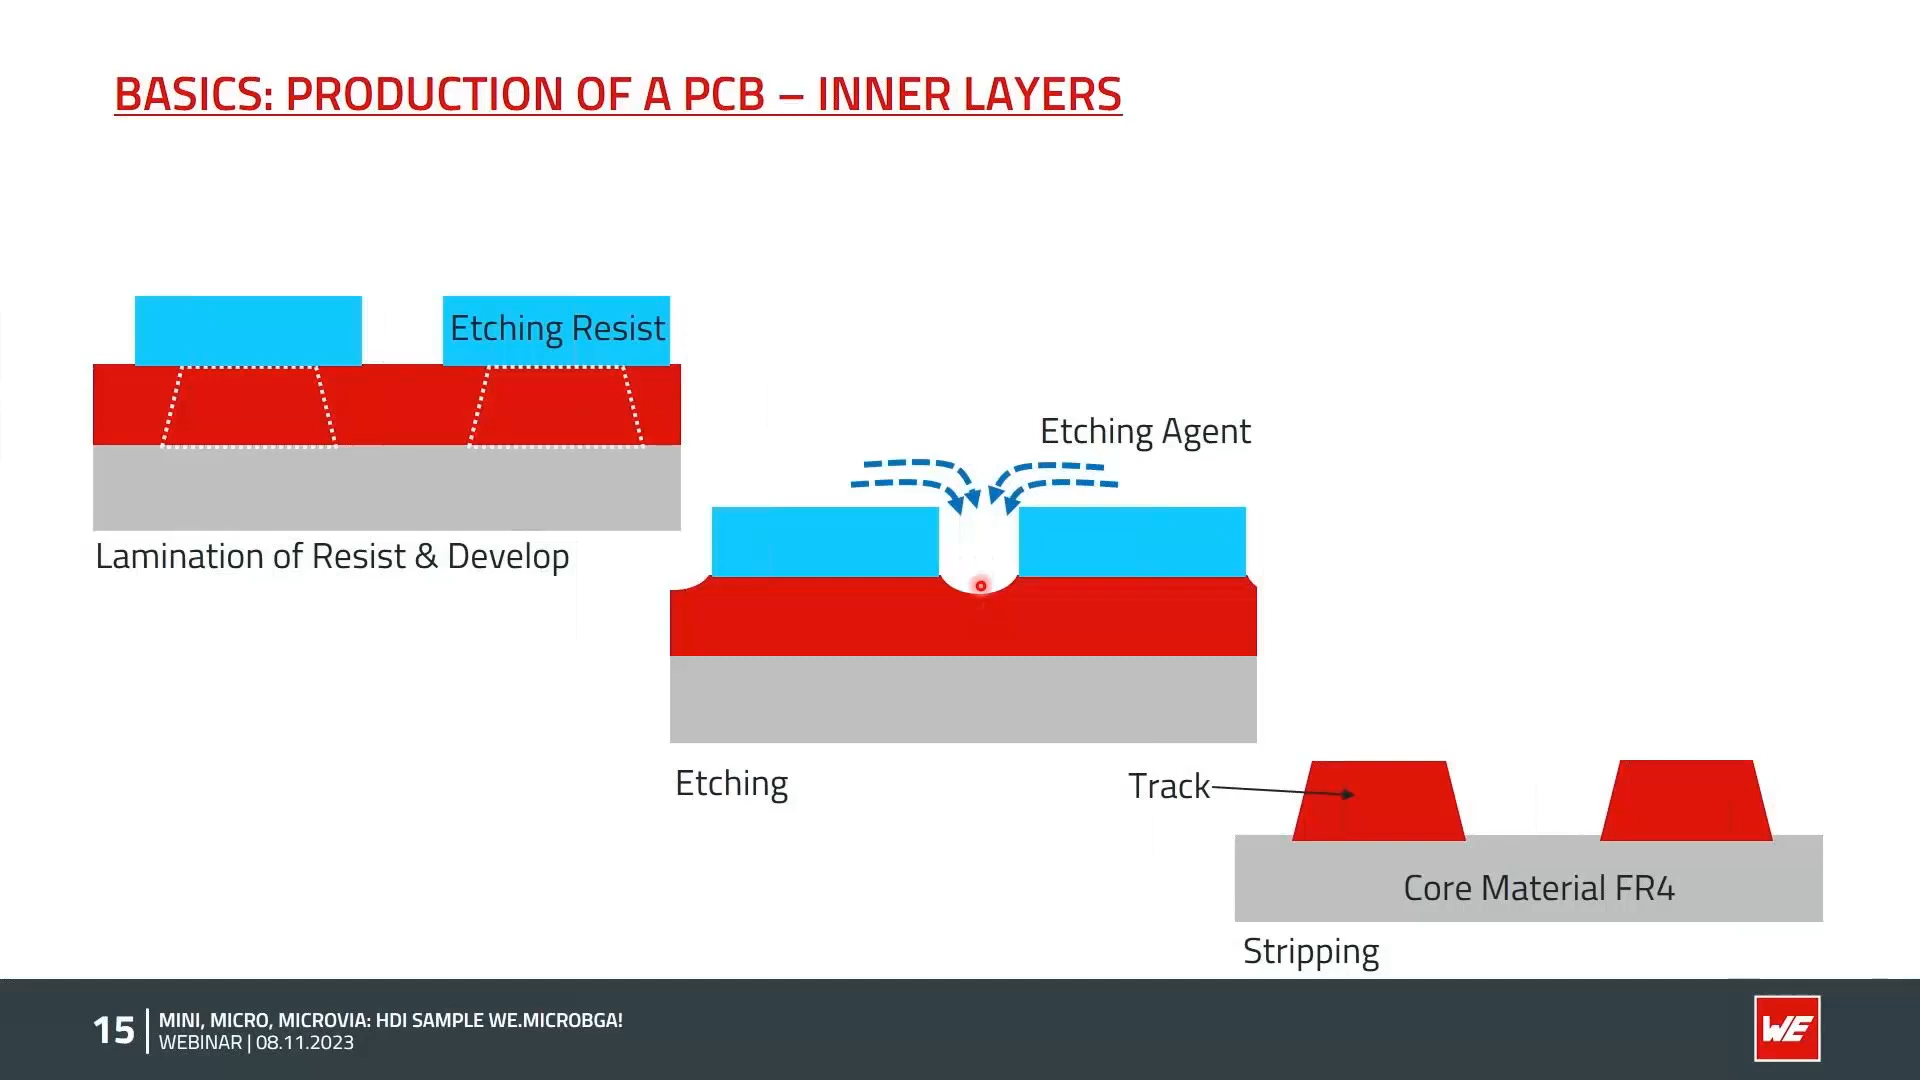 BASICS: PRODUCTION OF A PCB – INNER LAYERS
Etching Resist
Lamination of Resist & Develop
Etching Agent
Etching
Track
Core Material FR4
Stripping
15
MINI, MICRO, MICROVIA: HDI SAMPLE WE.MICROBGA!
WEBINAR | 08.11.2023
WE